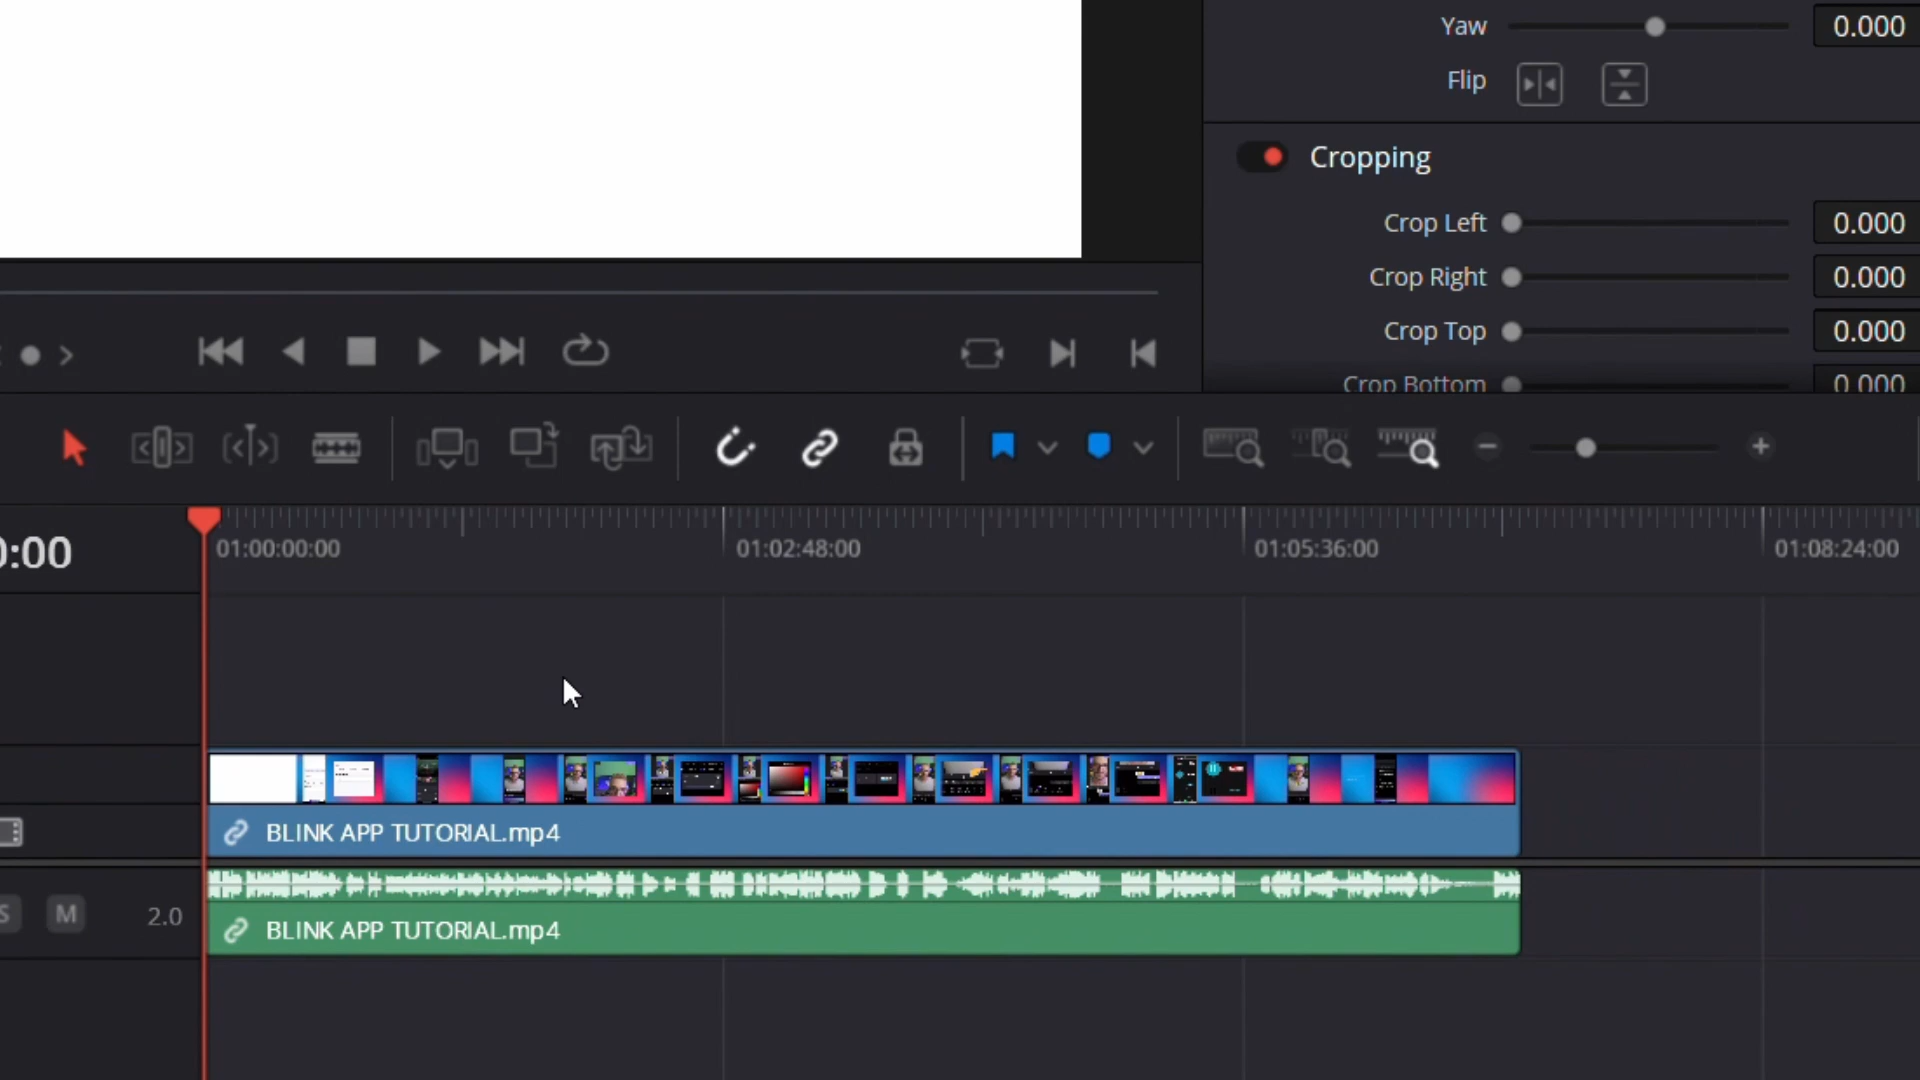 Yaw 0.000
Flip
Cropping
Crop Left 0.000
Crop Right 0.000
Crop Top 0.000
Crop Bottom 0.000
0:00
01:00:00:00 01:02:48:00 01:05:36:00 01:08:24:00
BLINK APP TUTORIAL.mp4
S M 2.0
BLINK APP TUTORIAL.mp4